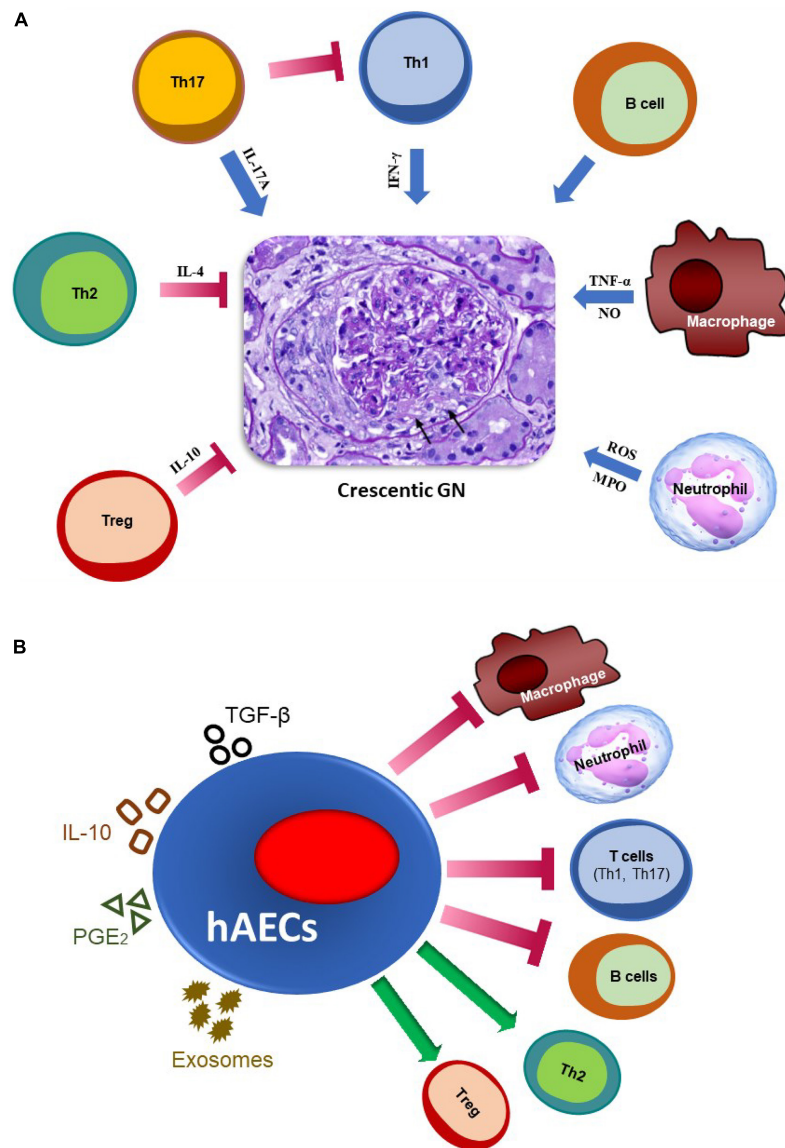 A
Th17
Th1
B cell
IL-17A
IFN-γ
Th2
IL-4
TNF-α
NO
Macrophage
Treg
IL-10
ROS
MPO
Neutrophil
Crescentic GN
B
Macrophage
TGF-β
Neutrophil
IL-10
T cells
(Th1, Th17)
PGE₂
hAECs
B cells
Exosomes
Th2
Treg